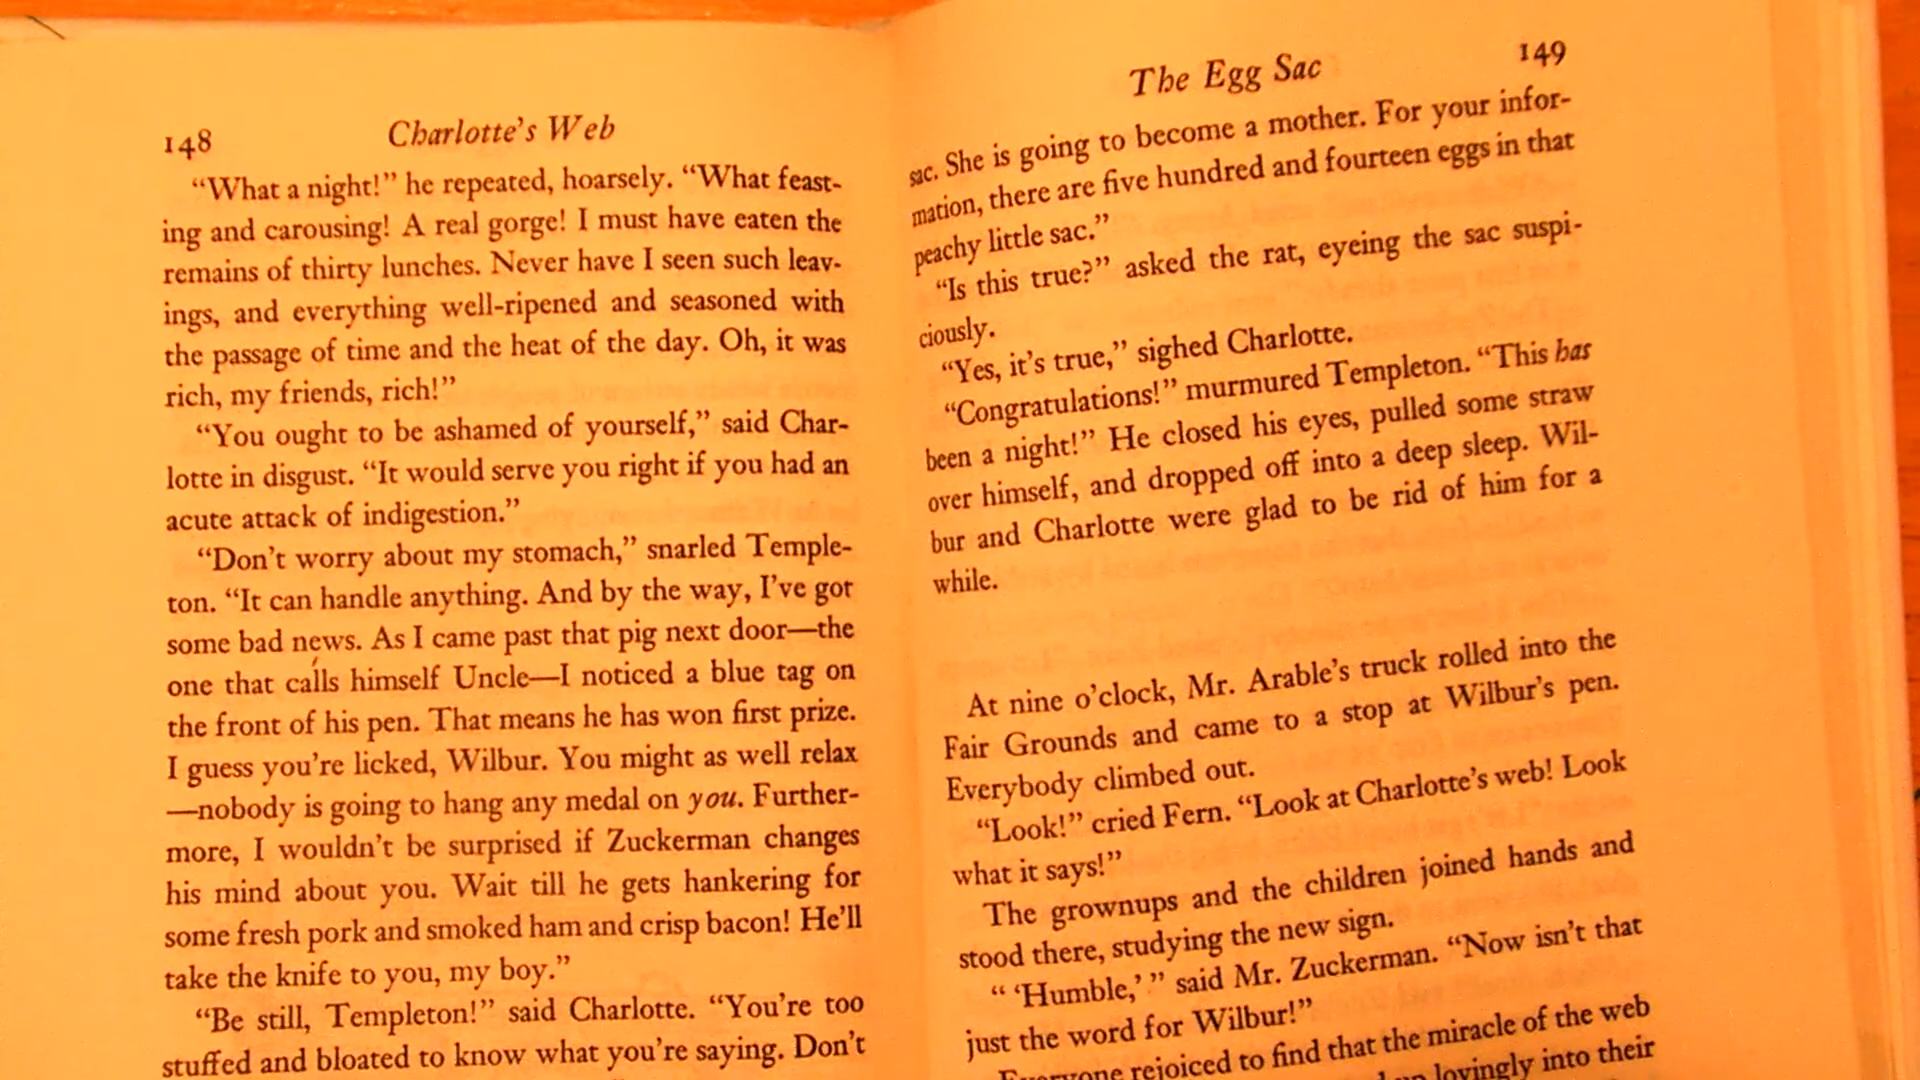 148
Charlotte's Web
“What a night!” he repeated, hoarsely. “What feast-
ing and carousing! A real gorge! I must have eaten the
remains of thirty lunches. Never have I seen such leav-
ings, and everything well-ripened and seasoned with
the passage of time and the heat of the day. Oh, it was
rich, my friends, rich!”
“You ought to be ashamed of yourself,” said Char-
lotte in disgust. “It would serve you right if you had an
acute attack of indigestion.”
“Don't worry about my stomach,” snarled Temple-
ton. “It can handle anything. And by the way, I've got
some bad news. As I came past that pig next door—the
one that calls himself Uncle—I noticed a blue tag on
the front of his pen. That means he has won first prize.
I guess you're licked, Wilbur. You might as well relax
—nobody is going to hang any medal on you. Further-
more, I wouldn't be surprised if Zuckerman changes
his mind about you. Wait till he gets hankering for
some fresh pork and smoked ham and crisp bacon! He'll
take the knife to you, my boy.”
“Be still, Templeton!” said Charlotte. “You're too
stuffed and bloated to know what you're saying. Don't
The Egg Sac
149
sac. She is going to become a mother. For your infor-
mation, there are five hundred and fourteen eggs in that
peachy little sac.”
“Is this true?” asked the rat, eyeing the sac suspi-
ciously.
“Yes, it's true,” sighed Charlotte.
“Congratulations!” murmured Templeton. “This has
been a night!” He closed his eyes, pulled some straw
over himself, and dropped off into a deep sleep. Wil-
bur and Charlotte were glad to be rid of him for a
while.
At nine o'clock, Mr. Arable's truck rolled into the
Fair Grounds and came to a stop at Wilbur's pen.
Everybody climbed out.
“Look!” cried Fern. “Look at Charlotte's web! Look
what it says!”
The grownups and the children joined hands and
stood there, studying the new sign.
“ ‘Humble,’ ” said Mr. Zuckerman. “Now isn't that
just the word for Wilbur!”
Everyone rejoiced to find that the miracle of the web
lovingly into their